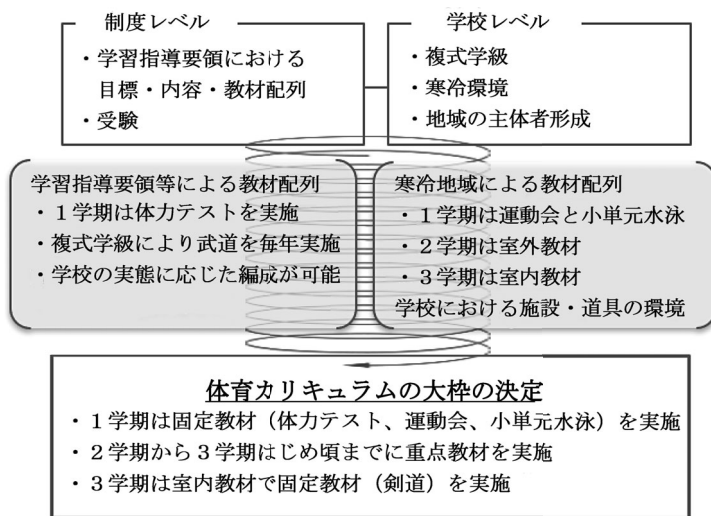 制度レベル
・学習指導要領における
目標・内容・教材配列
・受験
学校レベル
・複式学級
・寒冷環境
・地域の主体者形成
学習指導要領等による教材配列
・１学期は体力テストを実施
・複式学級により武道を毎年実施
・学校の実態に応じた編成が可能
寒冷地域による教材配列
・１学期は運動会と小単元水泳
・２学期は室外教材
・３学期は室内教材
学校における施設・道具の環境
体育カリキュラムの大枠の決定
・１学期は固定教材（体力テスト、運動会、小単元水泳）を実施
・２学期から３学期はじめ頃までに重点教材を実施
・３学期は室内教材で固定教材（剣道）を実施